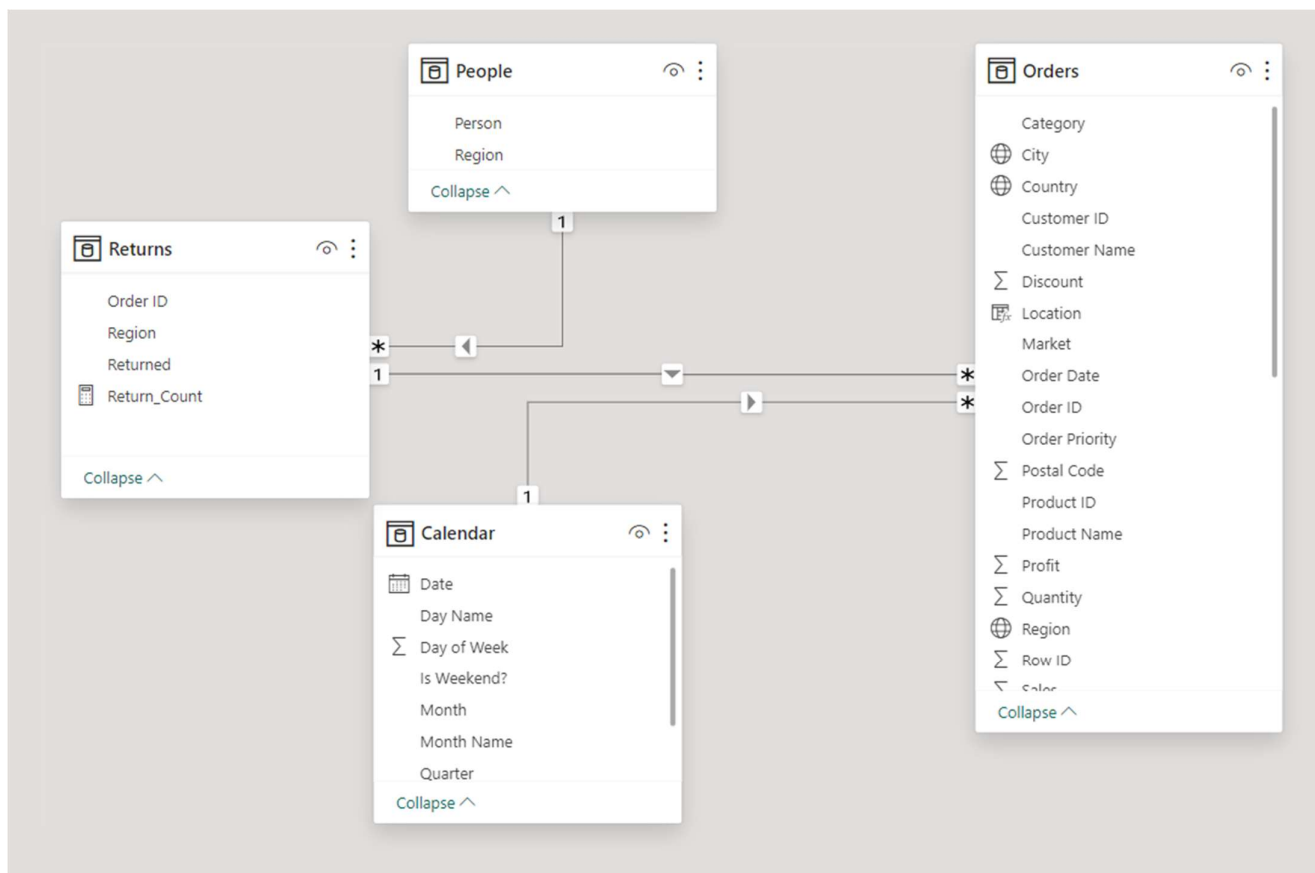 People
Person
Region
Collapse
1
Returns
Order ID
Region
Returned
Return_Count
Collapse
*
1
*
*
1
Calendar
Date
Day Name
Day of Week
Is Weekend?
Month
Month Name
Quarter
Collapse
Orders
Category
City
Country
Customer ID
Customer Name
Discount
Location
Market
Order Date
Order ID
Order Priority
Postal Code
Product ID
Product Name
Profit
Quantity
Region
Row ID
Sales
Collapse